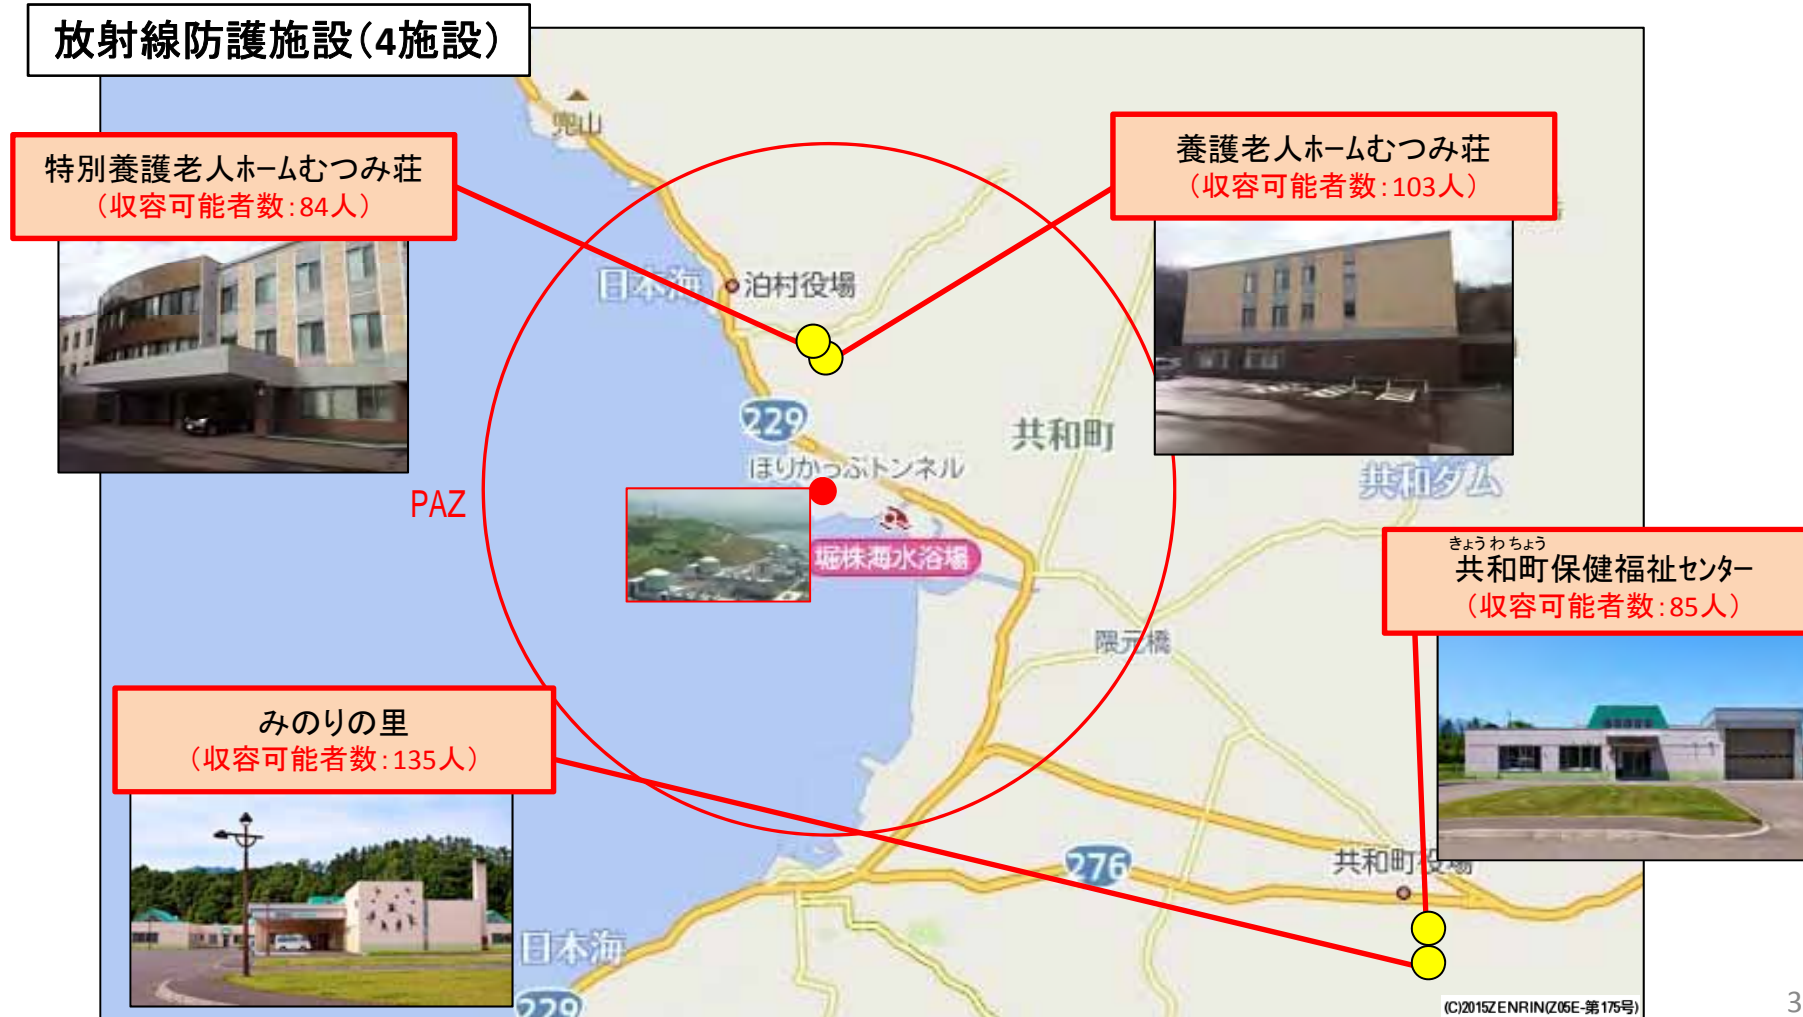 放射線防護施設(4施設)
兜山
特別養護老人ホームむつみ荘
(収容可能者数:84人)
養護老人ホームむつみ荘
(収容可能者数:103人)
日本海
泊村役場
229
共和町
ほりかっぷトンネル
共和ダム
PAZ
堀株海水浴場
きょうわちょう
共和町保健福祉センター
(収容可能者数:85人)
隈元橋
みのりの里
(収容可能者数:135人)
276
共和町役場
日本海
229
(C)2015ZENRIN(Z05E-第175号)
3